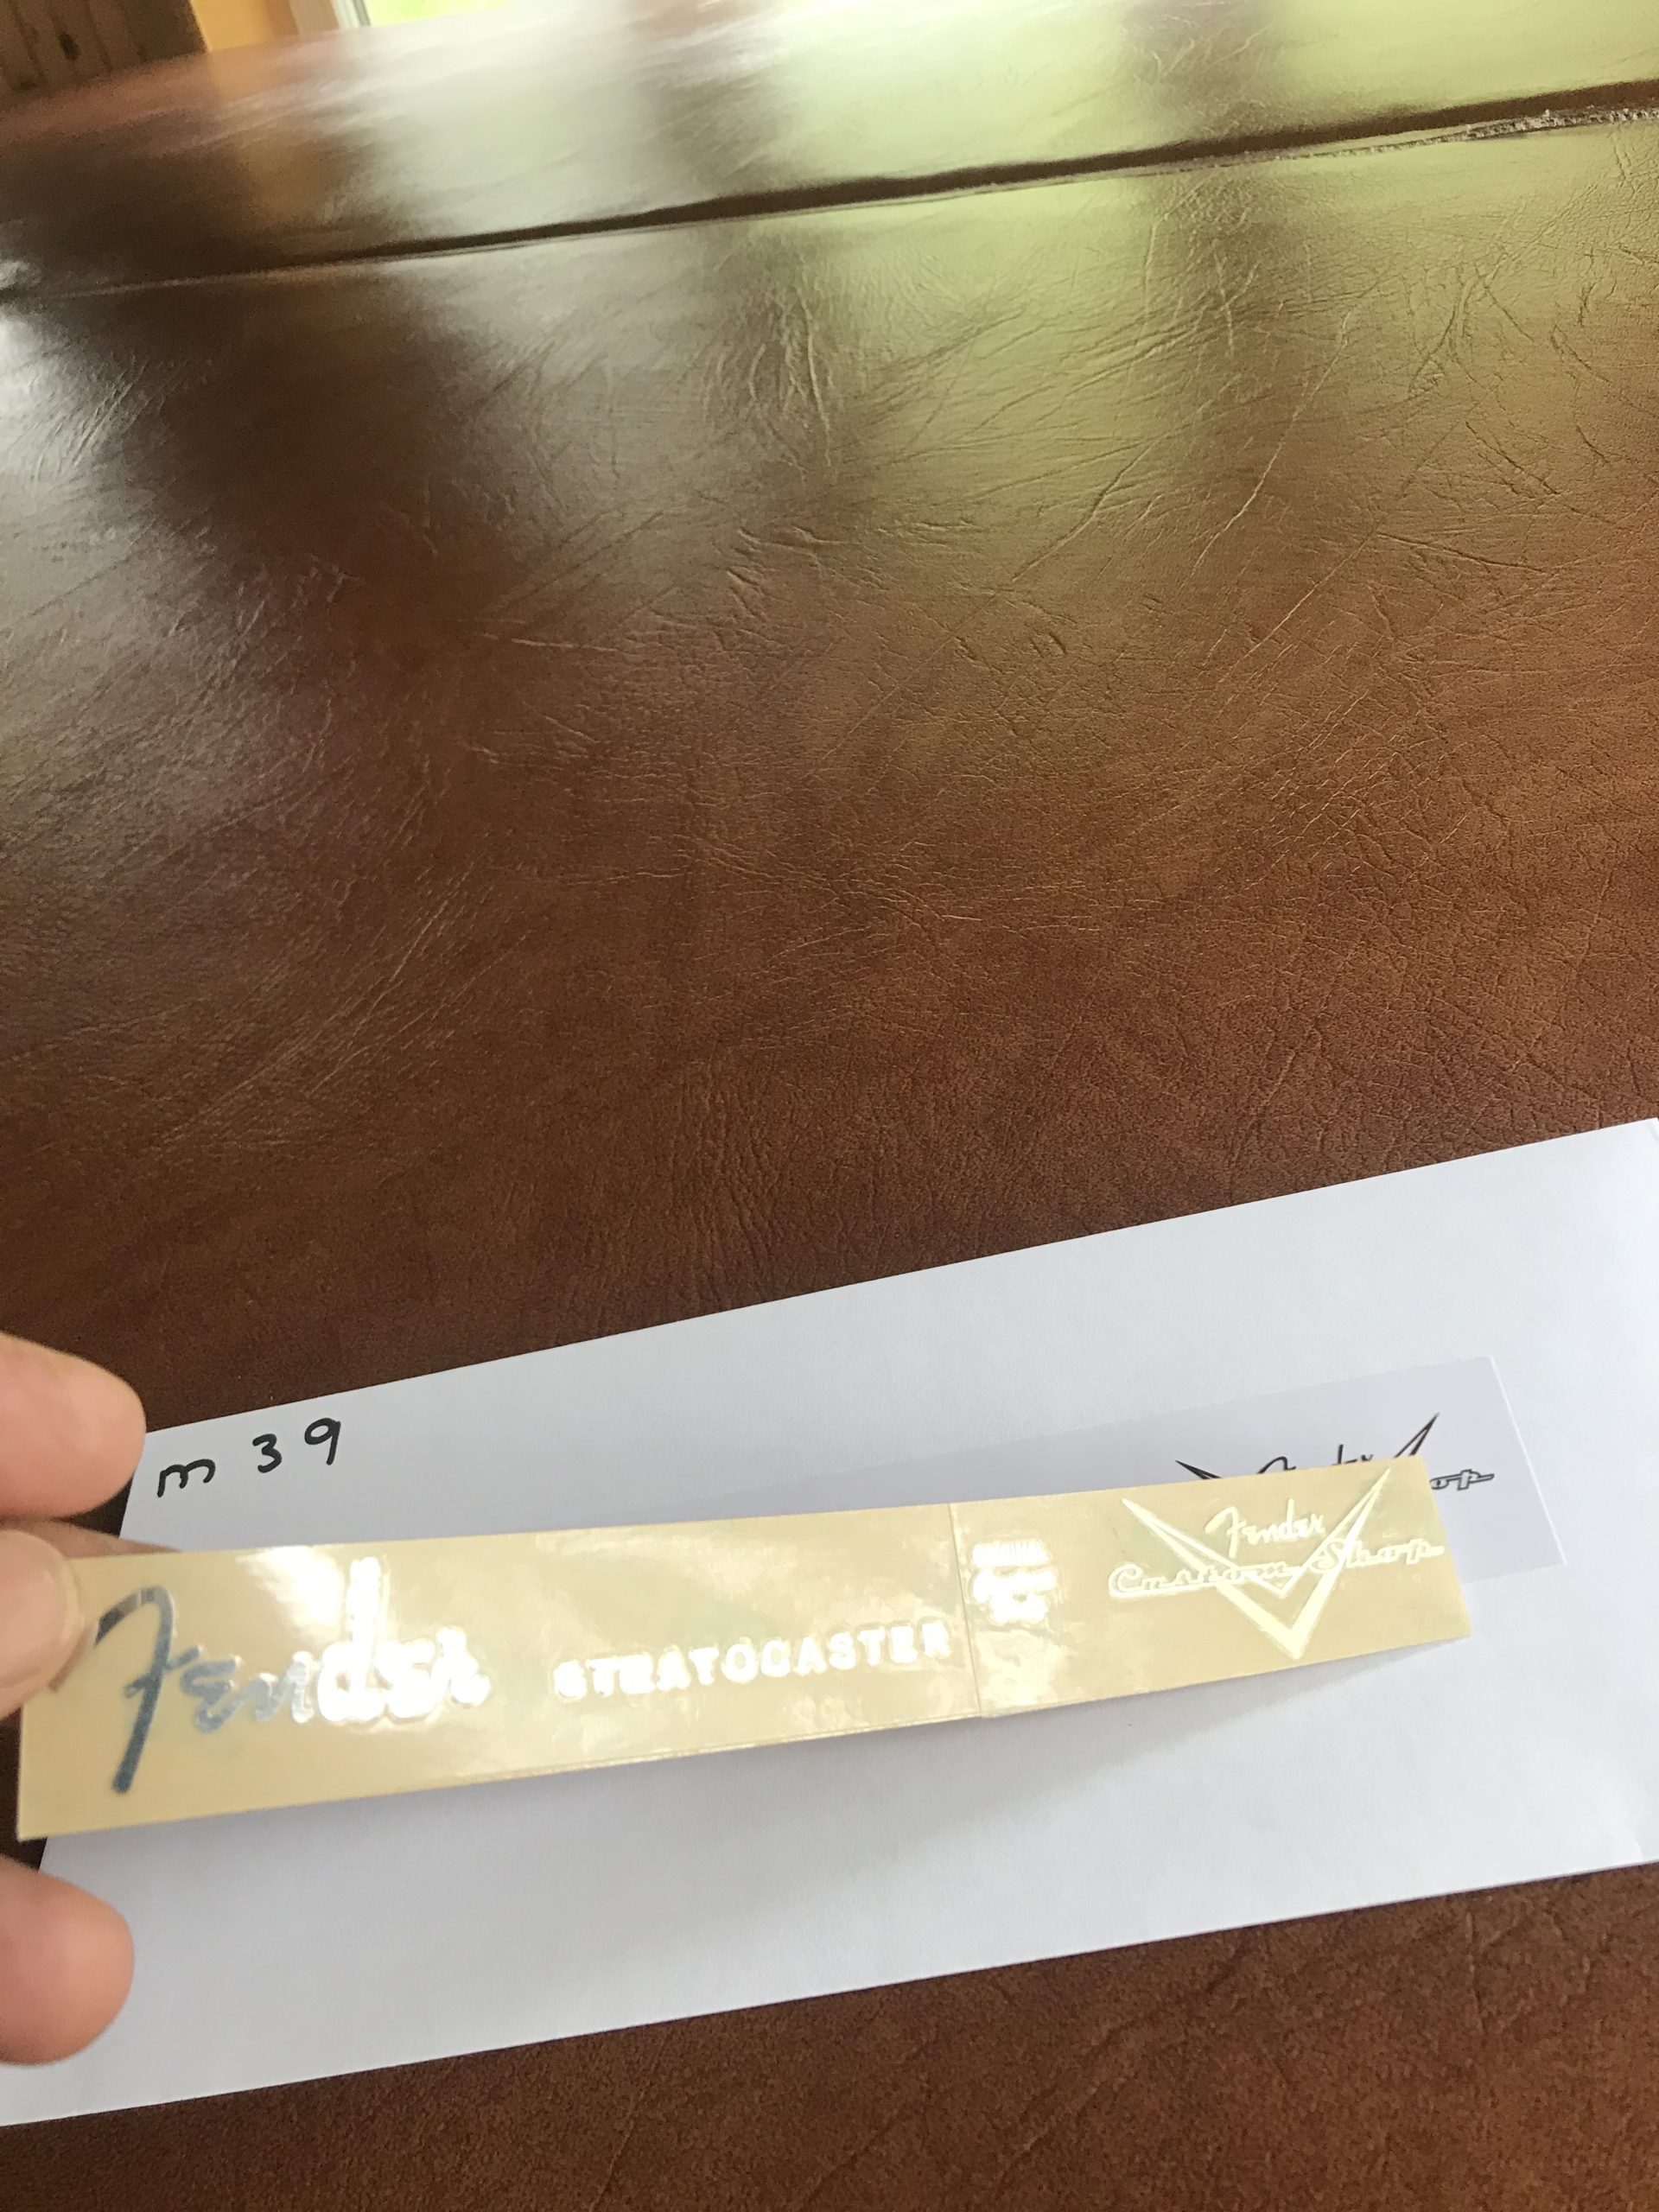 m 39
Fender
Custom Shop
Fender STRATOCASTER